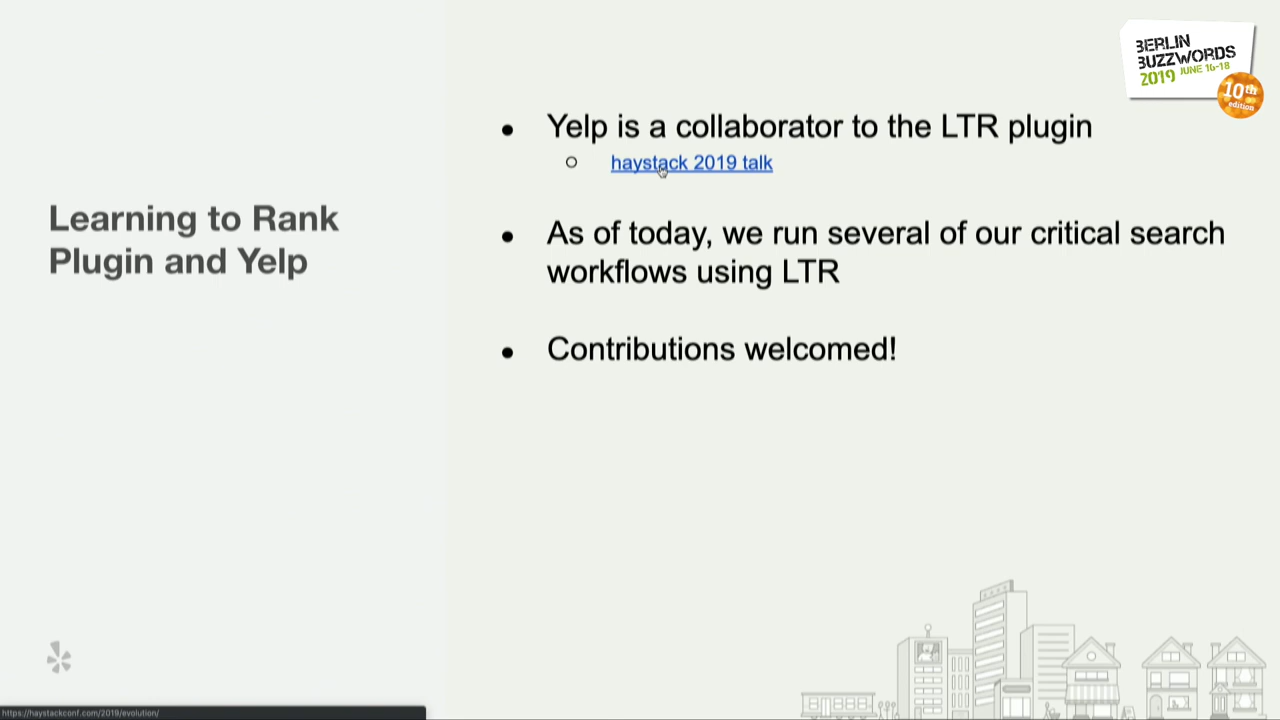 BERLIN
BUZZWORDS
2019 JUNE 16-18
10th
edition
Learning to Rank
Plugin and Yelp
● Yelp is a collaborator to the LTR plugin
○ haystack 2019 talk
● As of today, we run several of our critical search
workflows using LTR
● Contributions welcomed!
https://haystackconf.com/2019/evolution/